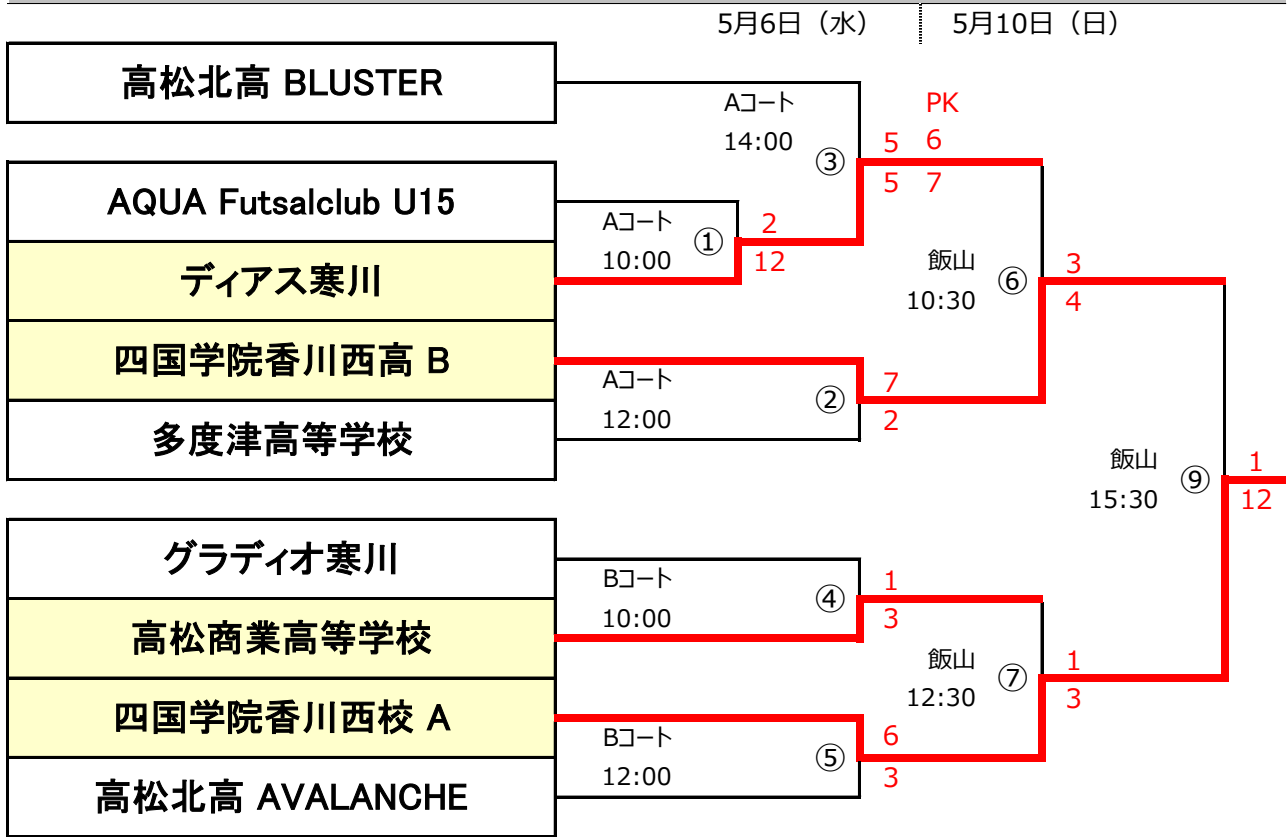 5月6日（水）
5月10日（日）
高松北高 BLUSTER
Aコート
14:00
③
PK
5 6
5 7
AQUA Futsalclub U15
Aコート
10:00
①
2
12
ディアス寒川
飯山
10:30
⑥
3
4
四国学院香川西高 B
Aコート
12:00
②
7
2
多度津高等学校
飯山
15:30
⑨
1
12
グラディオ寒川
Bコート
10:00
④
1
3
高松商業高等学校
飯山
12:30
⑦
1
3
四国学院香川西校 A
Bコート
12:00
⑤
6
3
高松北高 AVALANCHE